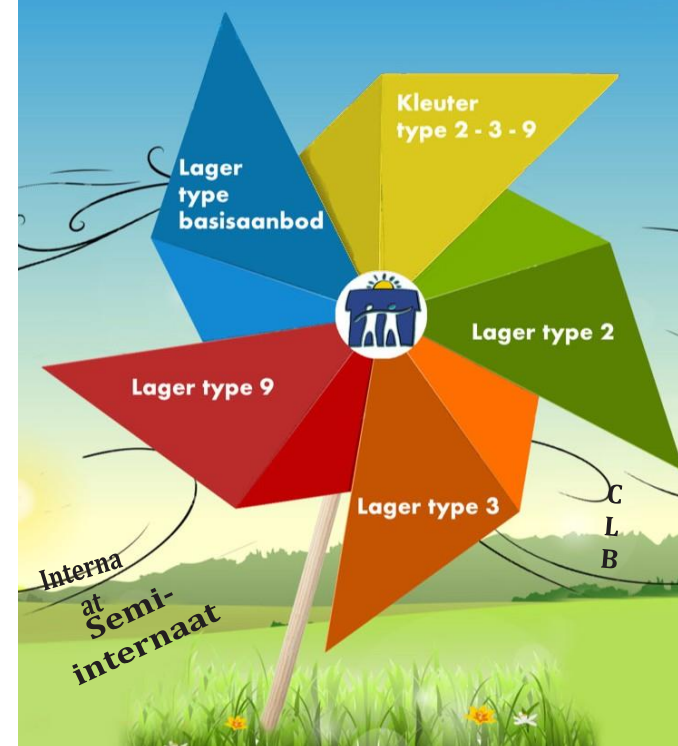 Kleuter
type 2 - 3 - 9
Lager
type
basisaanbod
Lager type 2
Lager type 9
Lager type 3
C
L
B
Interna
at
Semi-
internaat